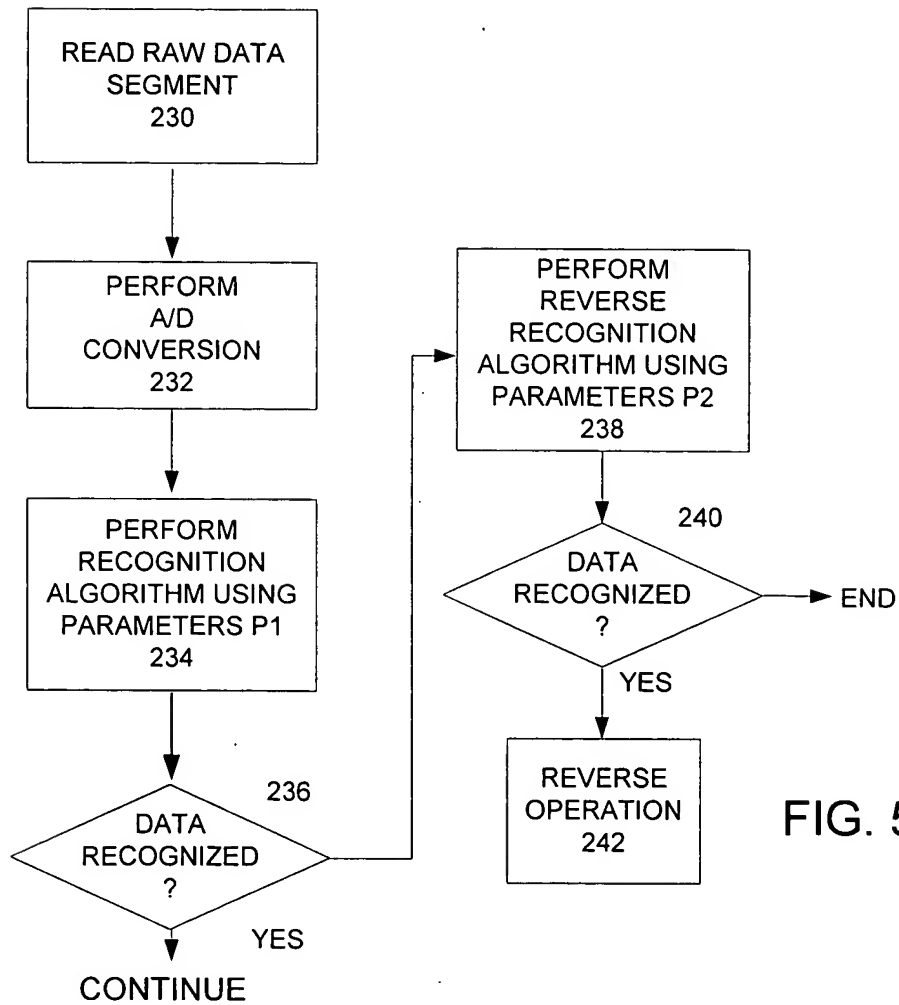 READ RAW DATA
SEGMENT
230
PERFORM
A/D
CONVERSION
232
PERFORM
RECOGNITION
ALGORITHM USING
PARAMETERS P1
234
236
DATA
RECOGNIZED
?
YES
CONTINUE
PERFORM
REVERSE
RECOGNITION
ALGORITHM USING
PARAMETERS P2
238
240
DATA
RECOGNIZED
?
END
YES
REVERSE
OPERATION
242
FIG. 5